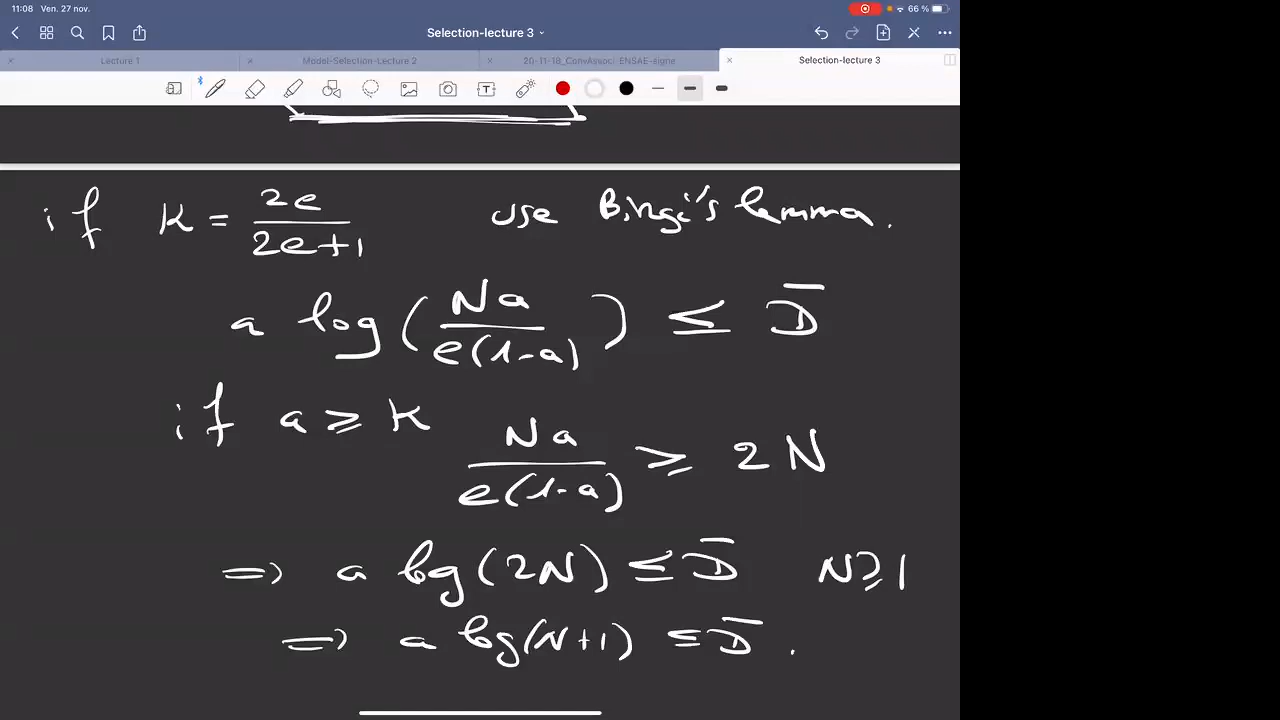 11:08 Ven. 27 nov.
66 %
Selection-lecture 3
Lecture 1
Model-Selection-Lecture 2
20-11-18_ConvAssoci-ENSAE-signe
Selection-lecture 3
if κ = 2e/(2e+1) use Birgé's lemma.
a log(Na/(e(1-a))) ≤ D̄
if a ≥ κ Na/(e(1-a)) ≥ 2N
⇒ a log(2N) ≤ D̄ N ≥ 1
⇒ a log(N+1) ≤ D̄.